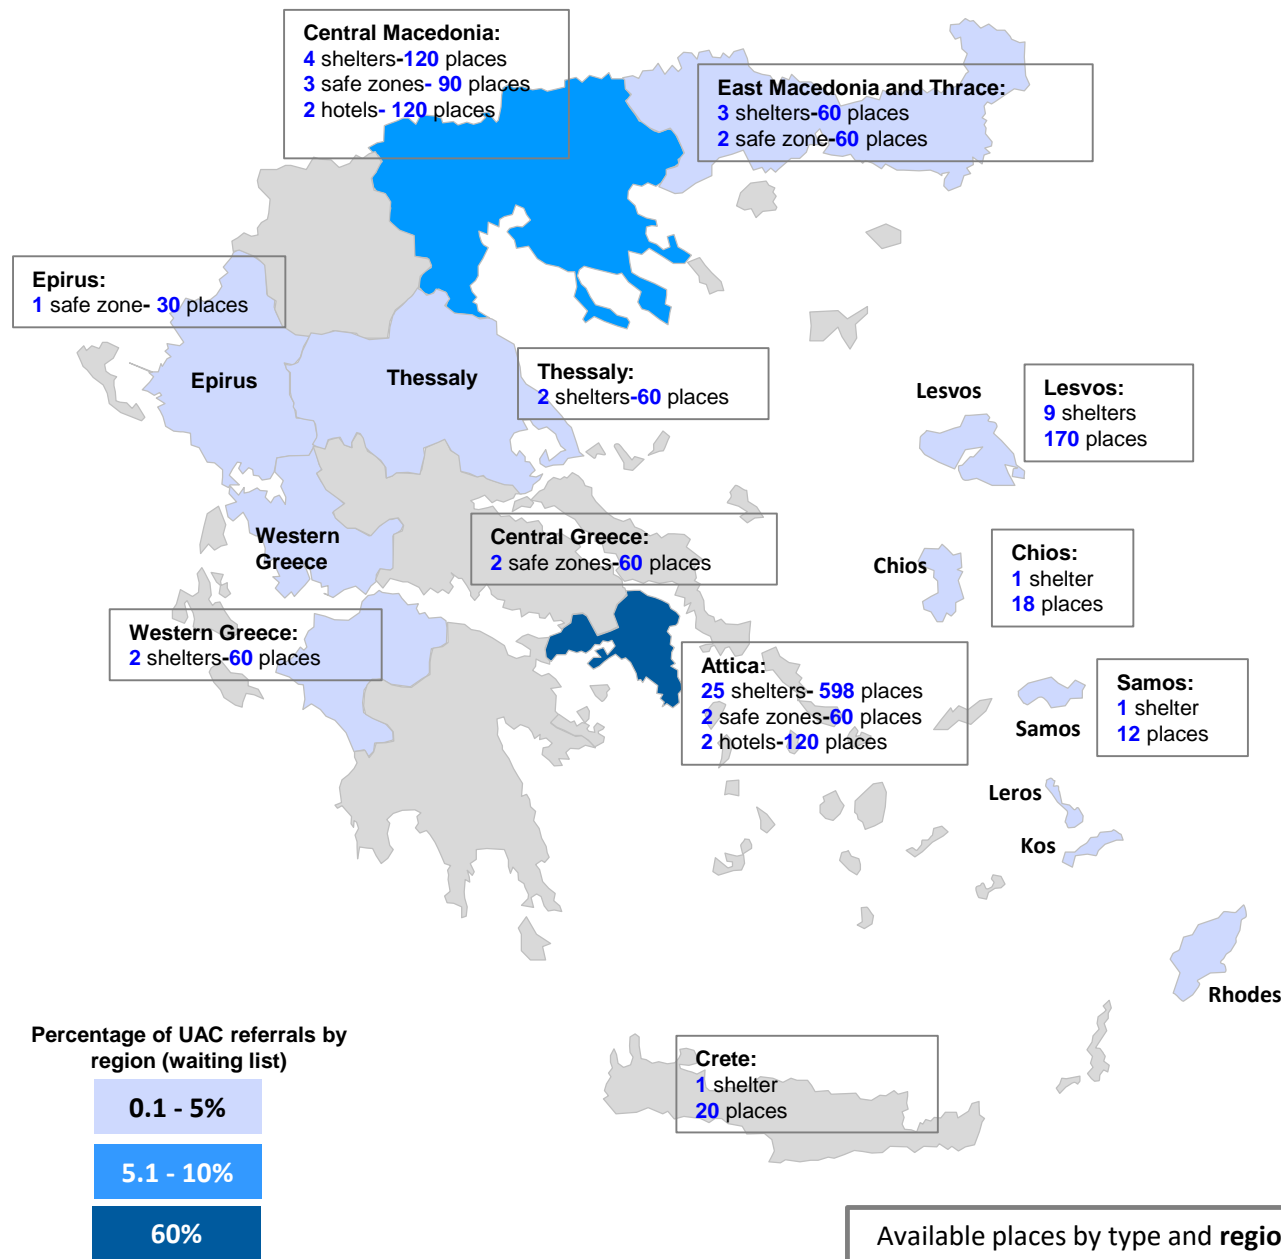 Central Macedonia:
4 shelters-120 places
3 safe zones- 90 places
2 hotels- 120 places
East Macedonia and Thrace:
3 shelters-60 places
2 safe zone-60 places
Epirus:
1 safe zone- 30 places
Epirus
Thessaly
Thessaly:
2 shelters-60 places
Lesvos
Lesvos:
9 shelters
170 places
Western
Greece
Central Greece:
2 safe zones-60 places
Chios
Chios:
1 shelter
18 places
Western Greece:
2 shelters-60 places
Attica:
25 shelters- 598 places
2 safe zones-60 places
2 hotels-120 places
Samos
Samos:
1 shelter
12 places
Leros
Kos
Rhodes
Percentage of UAC referrals by
region (waiting list)
0.1 - 5%
5.1 - 10%
60%
Crete:
1 shelter
20 places
Available places by type and regio